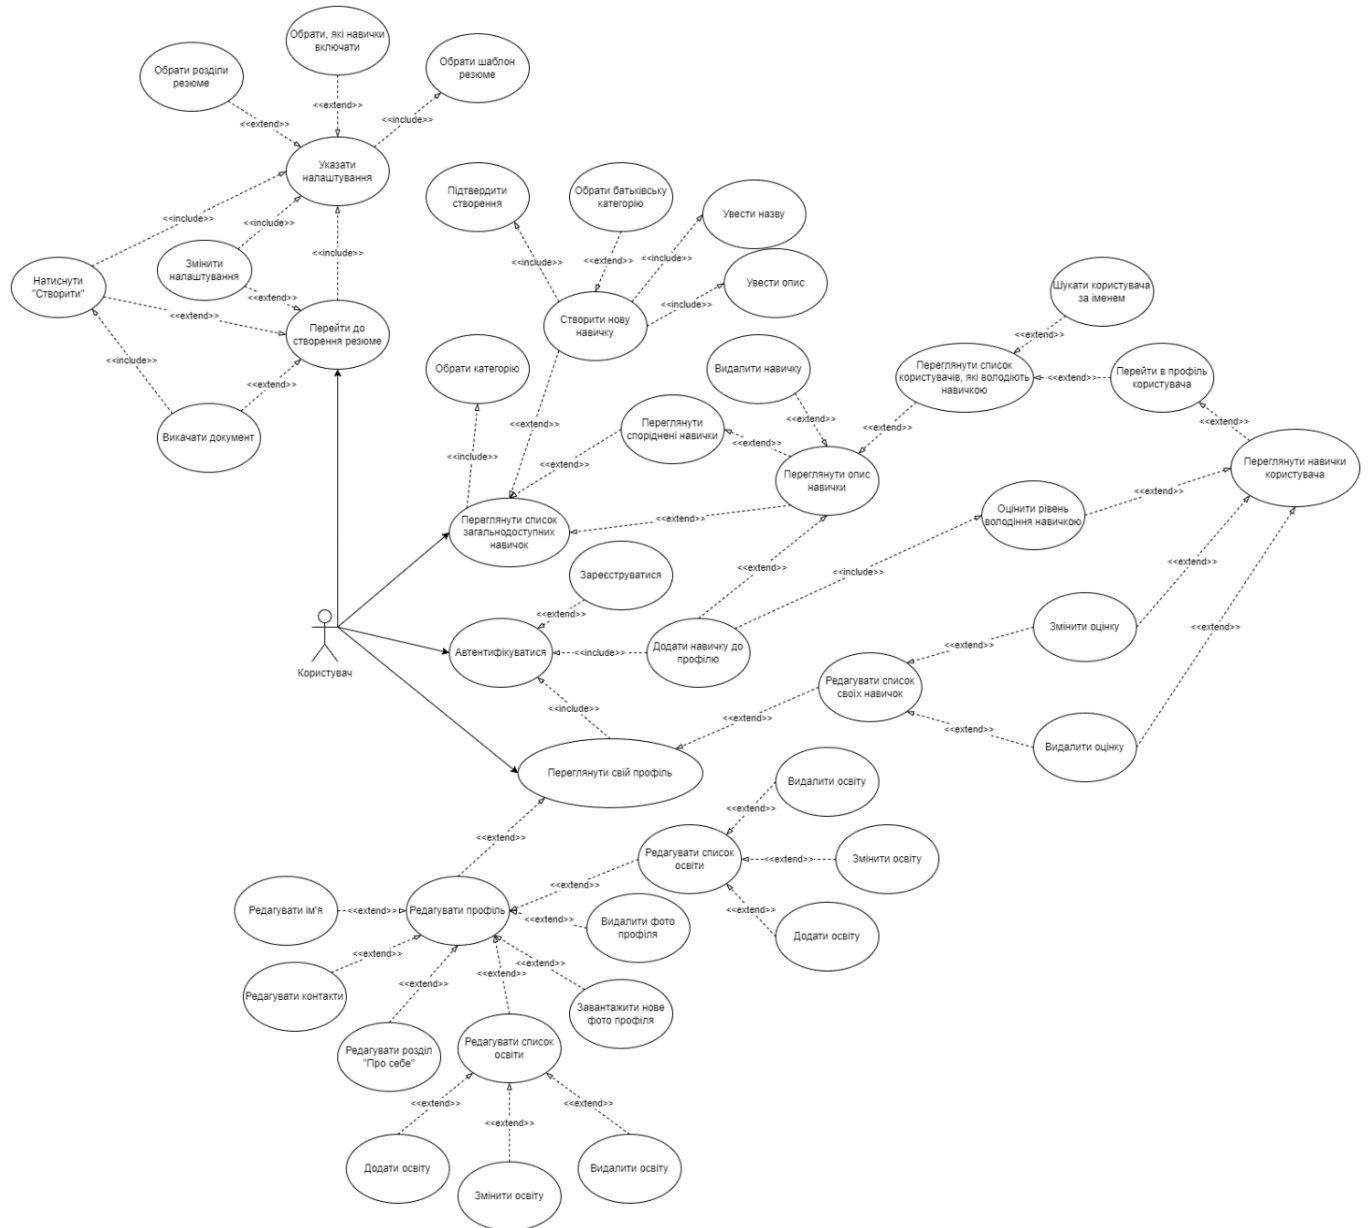 Обрати, які навички
включати
Обрати розділи
резюме
Обрати шаблон
резюме
<<extend>>
<<extend>>
<<include>>
Указати
налаштування
Підтвердити
створення
Обрати батьківську
категорію
Увести назву
<<include>>
<<include>>
<<include>>
Змінити
налаштування
Натиснути
"Створити"
<<include>>
<<extend>>
<<include>>
Увести опис
<<include>>
Шукати користувача
за іменем
<<extend>>
<<extend>>
Перейти до
створення резюме
Створити нову
навичку
<<extend>>
<<include>>
<<extend>>
Обрати категорію
Видалити навичку
Переглянути список
користувачів, які володіють
навичкою
<<extend>>
Перейти в профіль
користувача
Викачати документ
<<extend>>
Переглянути
споріднені навички
<<extend>>
<<extend>>
<<extend>>
<<extend>>
<<include>>
<<extend>>
Переглянути опис
навички
Переглянути навички
користувача
Переглянути список
загальнодоступних
навичок
<<extend>>
Оцінити рівень
володіння навичкою
<<extend>>
Зареєструватися
<<extend>>
<<include>>
<<extend>>
<<extend>>
Користувач
Автентифікуватися
<<include>>
Додати навичку до
профілю
Змінити оцінку
<<extend>>
<<extend>>
Редагувати список
своїх навичок
<<include>>
<<extend>>
<<extend>>
Видалити оцінку
Переглянути свій профіль
Видалити освіту
<<extend>>
<<extend>>
Редагувати список
освіти
<<extend>>
Змінити освіту
<<extend>>
Редагувати ім'я
<<extend>>
Редагувати профіль
<<extend>>
Видалити фото
профіля
<<extend>>
Додати освіту
<<extend>>
<<extend>>
<<extend>>
<<extend>>
Редагувати контакти
Завантажити нове
фото профіля
Редагувати розділ
"Про себе"
Редагувати список
освіти
<<extend>>
<<extend>>
<<extend>>
Додати освіту
Змінити освіту
Видалити освіту